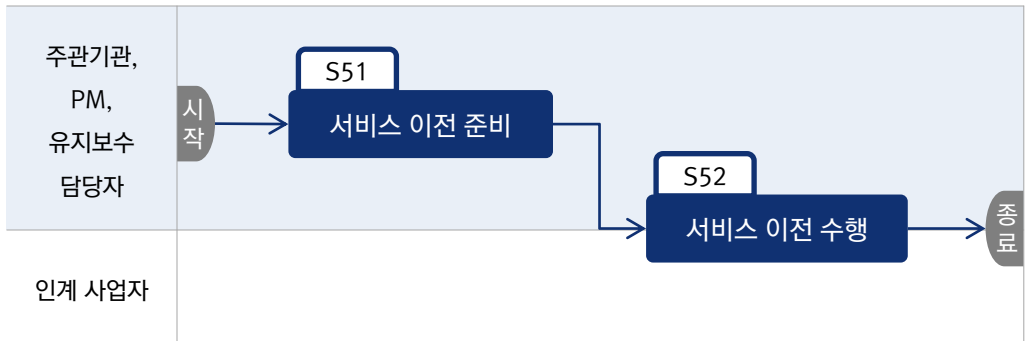 주관기관,
PM,
유지보수
담당자
시
작
S51
서비스 이전 준비
S52
서비스 이전 수행
종
료
인계 사업자